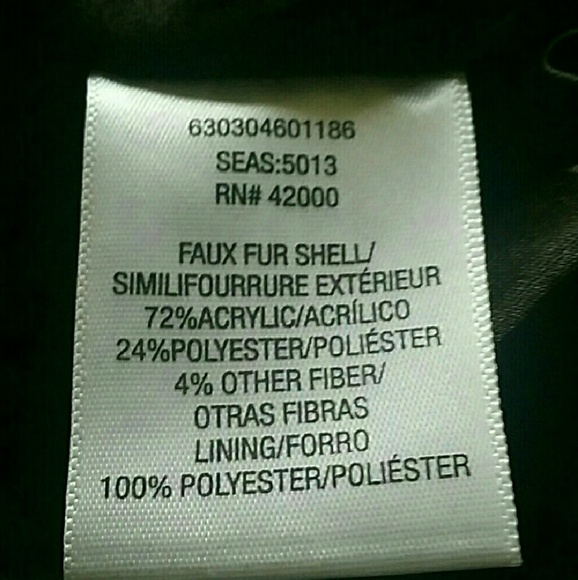 630304601186
SEAS:5013
RN# 42000
FAUX FUR SHELL/
SIMILIFOURRURE EXTÉRIEUR
72%ACRYLIC/ACRÍLICO
24%POLYESTER/POLIÉSTER
4% OTHER FIBER/
OTRAS FIBRAS
LINING/FORRO
100% POLYESTER/POLIÉSTER